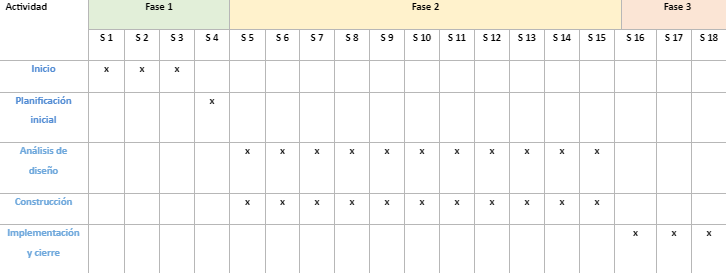 Actividad Fase 1 Fase 2 Fase 3
S 1 S 2 S 3 S 4 S 5 S 6 S 7 S 8 S 9 S 10 S 11 S 12 S 13 S 14 S 15 S 16 S 17 S 18
Inicio x x x
Planificación x
inicial
Análisis de x x x x x x x x x x x
diseño
Construcción x x x x x x x x x x x
Implementación x x x
y cierre